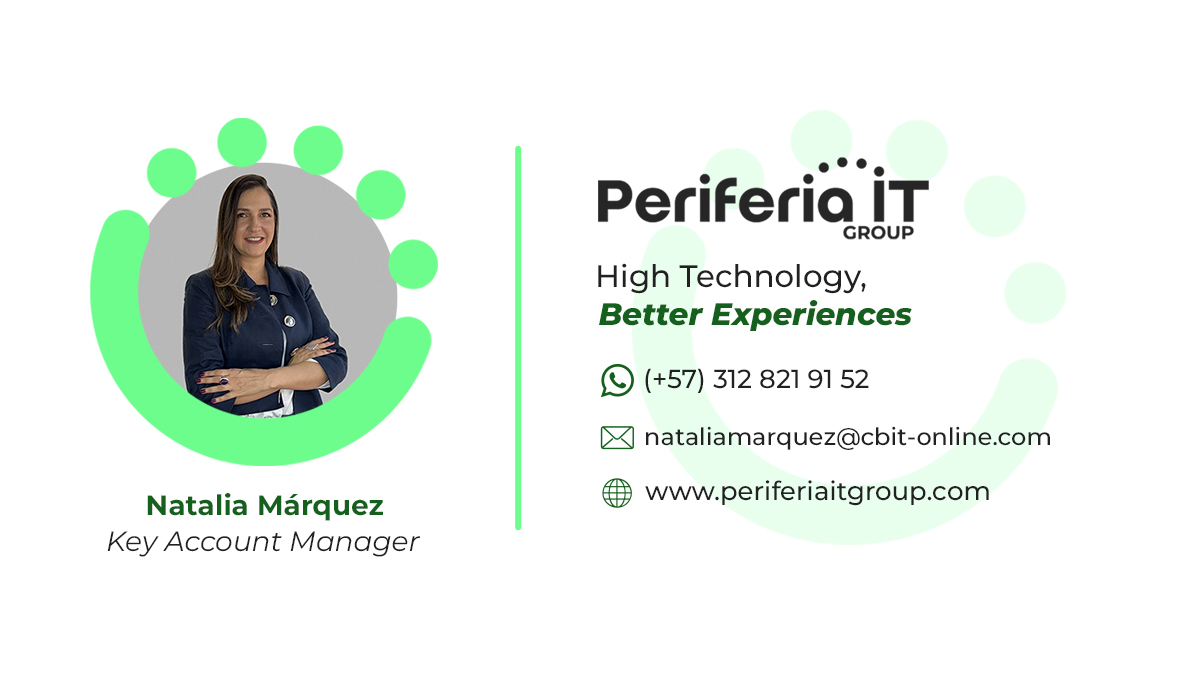 Natalia Márquez
Key Account Manager
Periferia IT
GROUP
High Technology,
Better Experiences
(+57) 312 821 91 52
nataliamarquez@cbit-online.com
www.periferiaitgroup.com